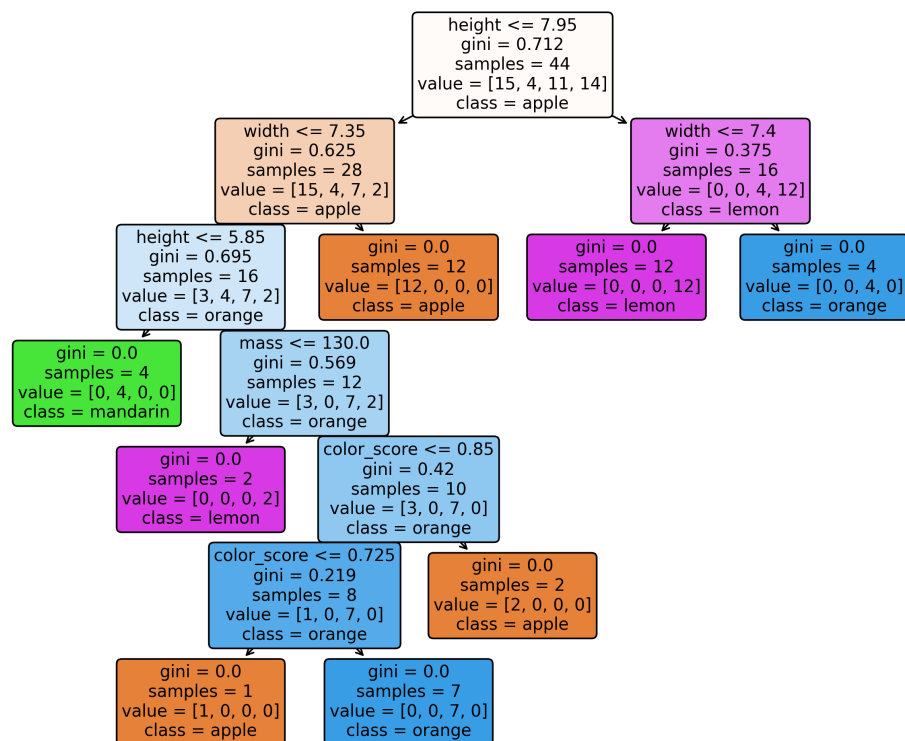 height <= 7.95
gini = 0.712
samples = 44
value = [15, 4, 11, 14]
class = apple
width <= 7.35
gini = 0.625
samples = 28
value = [15, 4, 7, 2]
class = apple
width <= 7.4
gini = 0.375
samples = 16
value = [0, 0, 4, 12]
class = lemon
height <= 5.85
gini = 0.695
samples = 16
value = [3, 4, 7, 2]
class = orange
gini = 0.0
samples = 12
value = [12, 0, 0, 0]
class = apple
gini = 0.0
samples = 12
value = [0, 0, 0, 12]
class = lemon
gini = 0.0
samples = 4
value = [0, 0, 4, 0]
class = orange
gini = 0.0
samples = 4
value = [0, 4, 0, 0]
class = mandarin
mass <= 130.0
gini = 0.569
samples = 12
value = [3, 0, 7, 2]
class = orange
gini = 0.0
samples = 2
value = [0, 0, 0, 2]
class = lemon
color_score <= 0.85
gini = 0.42
samples = 10
value = [3, 0, 7, 0]
class = orange
color_score <= 0.725
gini = 0.219
samples = 8
value = [1, 0, 7, 0]
class = orange
gini = 0.0
samples = 2
value = [2, 0, 0, 0]
class = apple
gini = 0.0
samples = 1
value = [1, 0, 0, 0]
class = apple
gini = 0.0
samples = 7
value = [0, 0, 7, 0]
class = orange